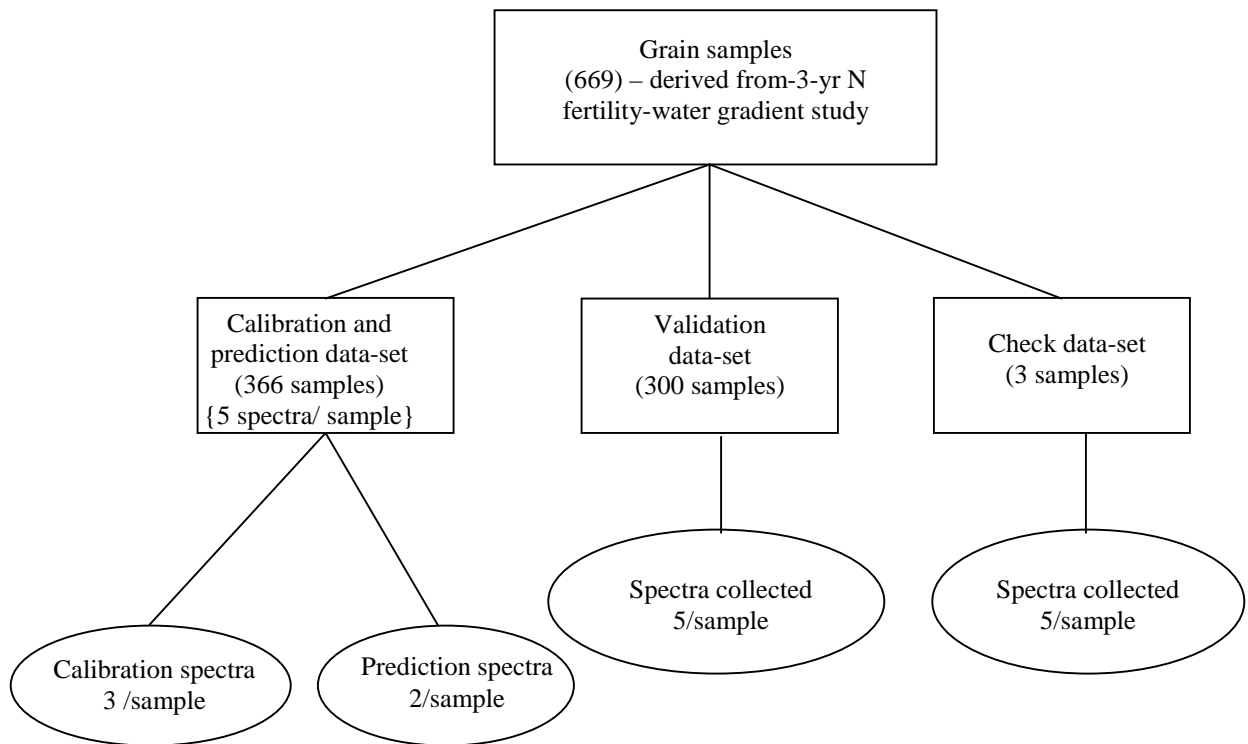 Grain samples
(669) – derived from-3-yr N
fertility-water gradient study
Calibration and
prediction data-set
(366 samples)
{5 spectra/ sample}
Validation
data-set
(300 samples)
Check data-set
(3 samples)
Calibration spectra
3 /sample
Prediction spectra
2/sample
Spectra collected
5/sample
Spectra collected
5/sample